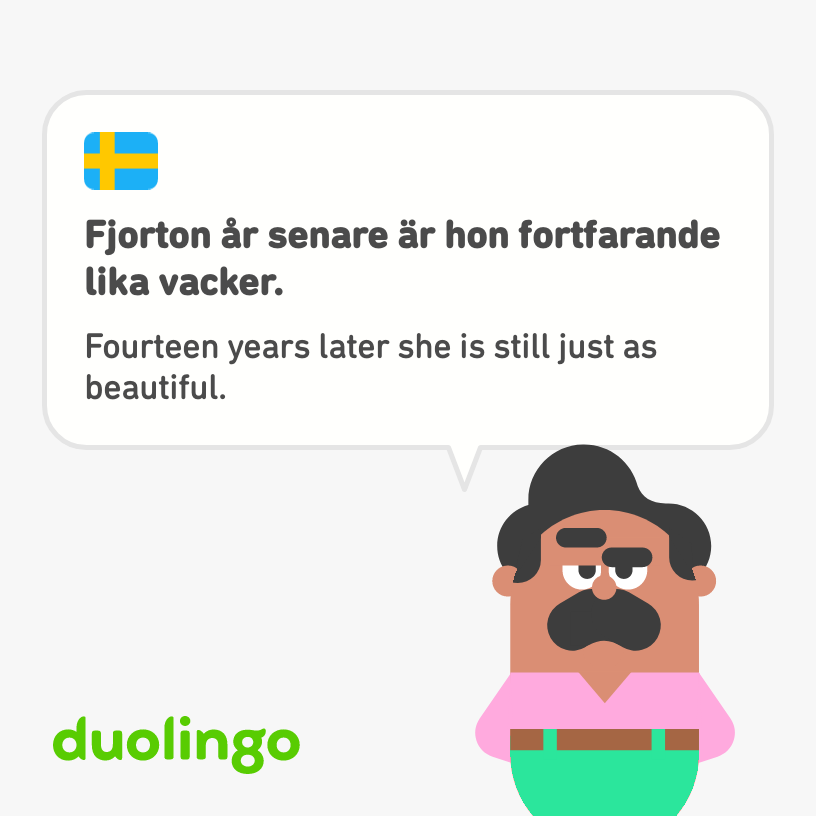 Fjorton år senare är hon fortfarande
lika vacker.
Fourteen years later she is still just as
beautiful.
duolingo